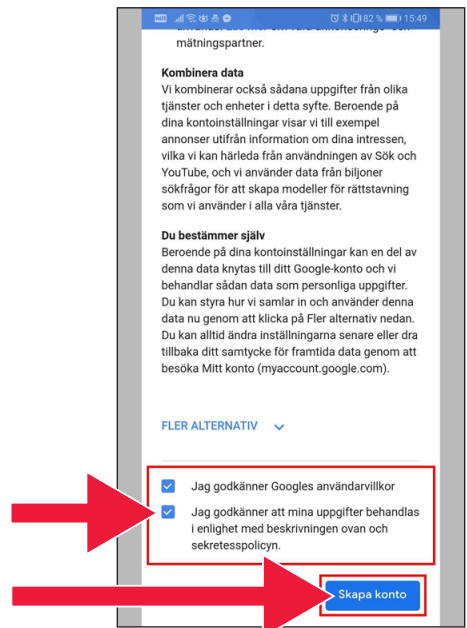 82 % 15:49
mätningspartner.
Kombinera data
Vi kombinerar också sådana uppgifter från olika
tjänster och enheter i detta syfte. Beroende på
dina kontoinställningar visar vi till exempel
annonser utifrån information om dina intressen,
vilka vi kan härleda från användningen av Sök och
YouTube, och vi använder data från biljoner
sökfrågor för att skapa modeller för rättstavning
som vi använder i alla våra tjänster.
Du bestämmer själv
Beroende på dina kontoinställningar kan en del av
denna data knytas till ditt Google-konto och vi
behandlar sådan data som personliga uppgifter.
Du kan styra hur vi samlar in och använder denna
data nu genom att klicka på Fler alternativ nedan.
Du kan alltid ändra inställningarna senare eller dra
tillbaka ditt samtycke för framtida data genom att
besöka Mitt konto (myaccount.google.com).
FLER ALTERNATIV
Jag godkänner Googles användarvillkor
Jag godkänner att mina uppgifter behandlas
i enlighet med beskrivningen ovan och
sekretesspolicyn.
Skapa konto